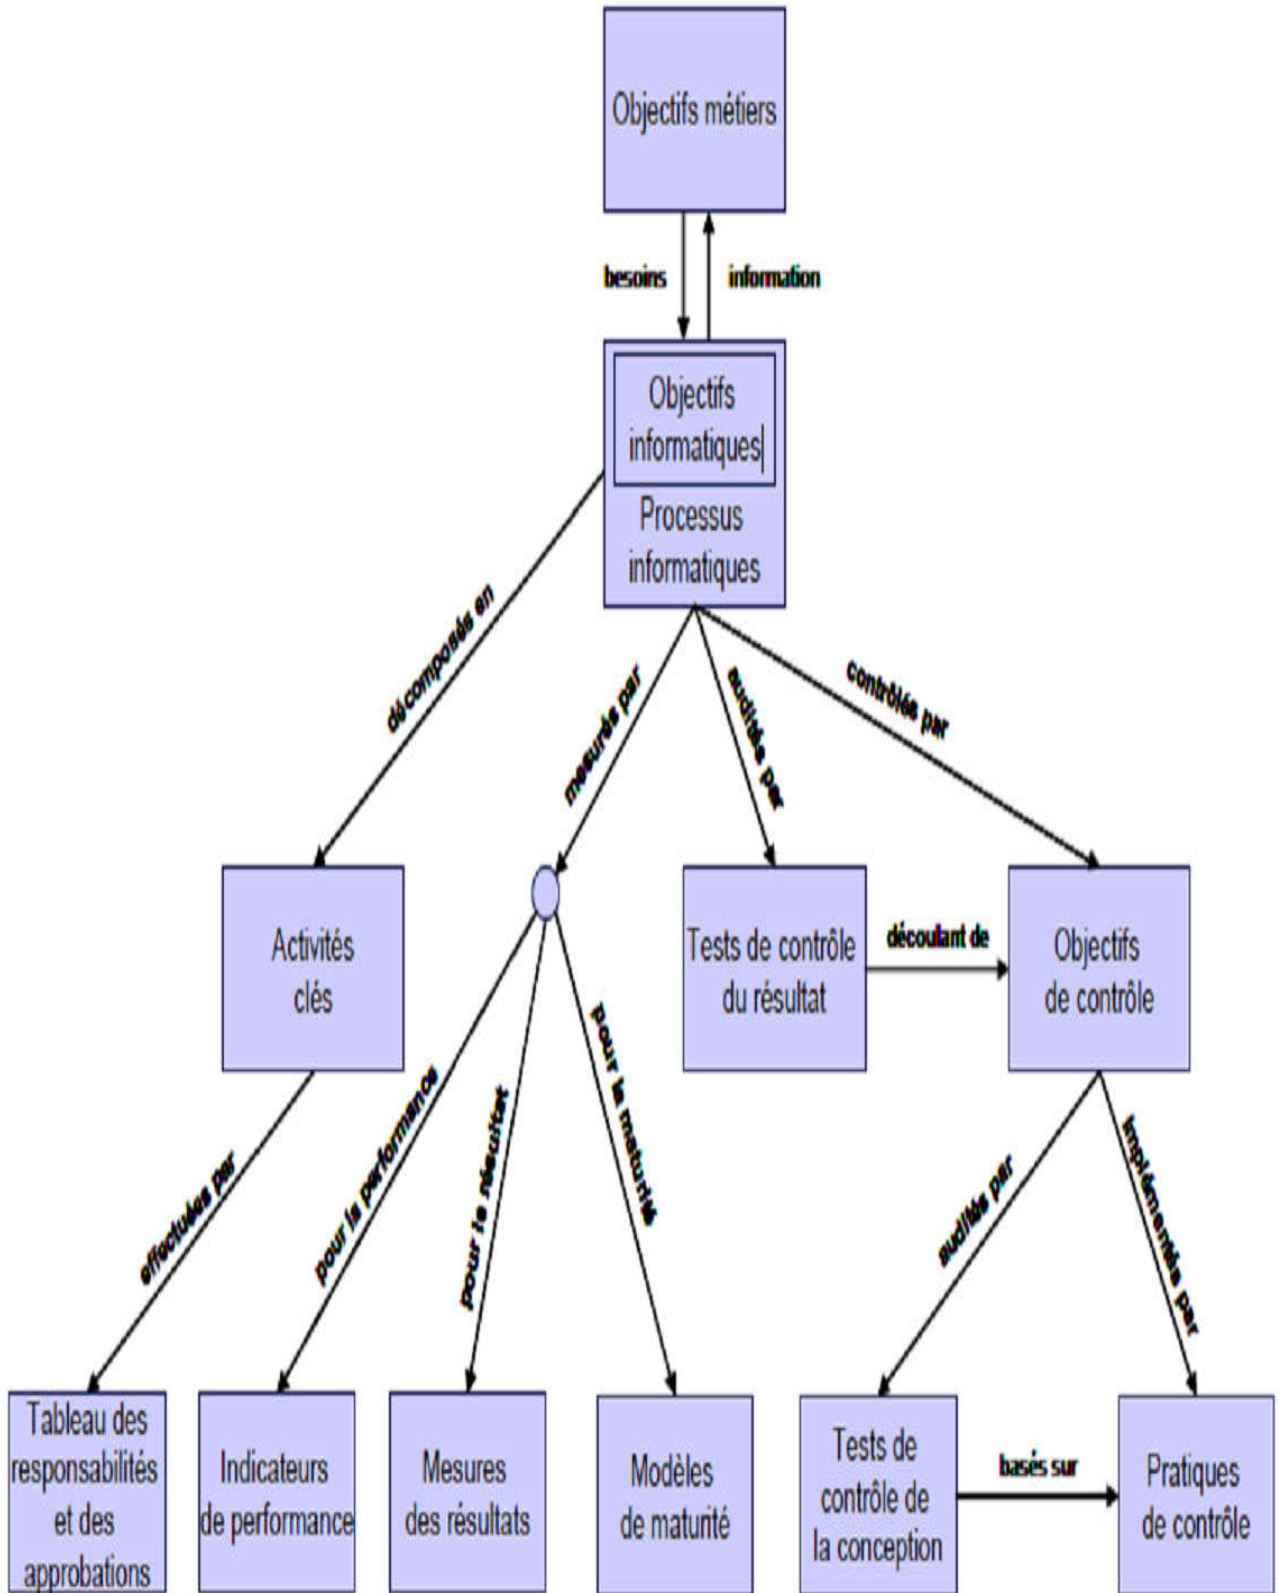 Objectifs métiers
besoins
information
Objectifs
informatiques
Processus
informatiques
décomposés en
mesurés par
audités par
contrôlés par
Activités
clés
Tests de contrôle
du résultat
découlant de
Objectifs
de contrôle
effectuées par
pour la performance
pour le résultat
pour la maturité
audités par
implémentés par
Tableau des
responsabilités
et des
approbations
Indicateurs
de performance
Mesures
des résultats
Modèles
de maturité
Tests de
contrôle de
la conception
basés sur
Pratiques
de contrôle